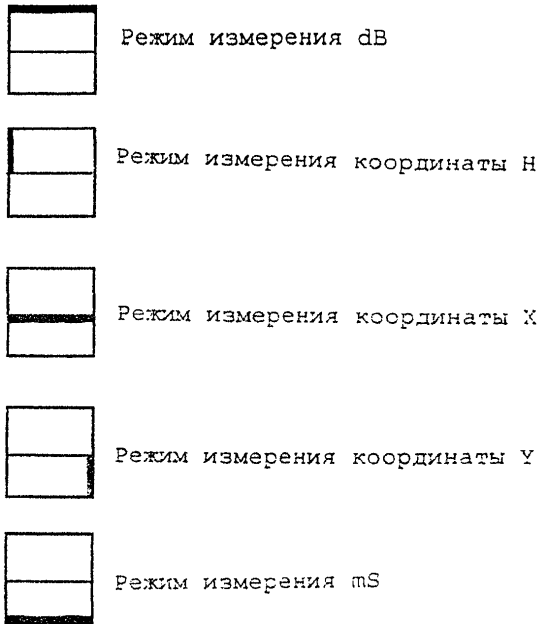 Режим измерения dB
Режим измерения координаты H
Режим измерения координаты X
Режим измерения координаты Y
Режим измерения mS